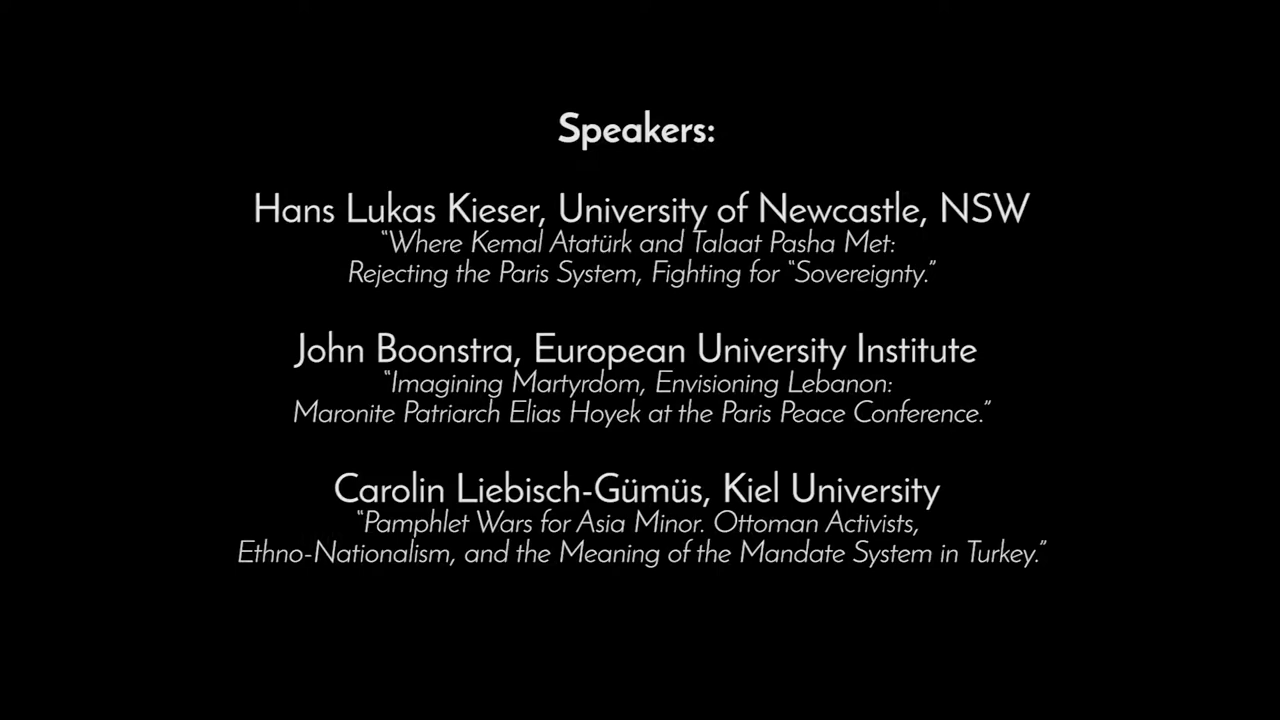 Speakers:
Hans Lukas Kieser, University of Newcastle, NSW
“Where Kemal Atatürk and Talaat Pasha Met:
Rejecting the Paris System, Fighting for “Sovereignty.”
John Boonstra, European University Institute
“Imagining Martyrdom, Envisioning Lebanon:
Maronite Patriarch Elias Hoyek at the Paris Peace Conference.”
Carolin Liebisch-Gümüs, Kiel University
“Pamphlet Wars for Asia Minor. Ottoman Activists,
Ethno-Nationalism, and the Meaning of the Mandate System in Turkey.”